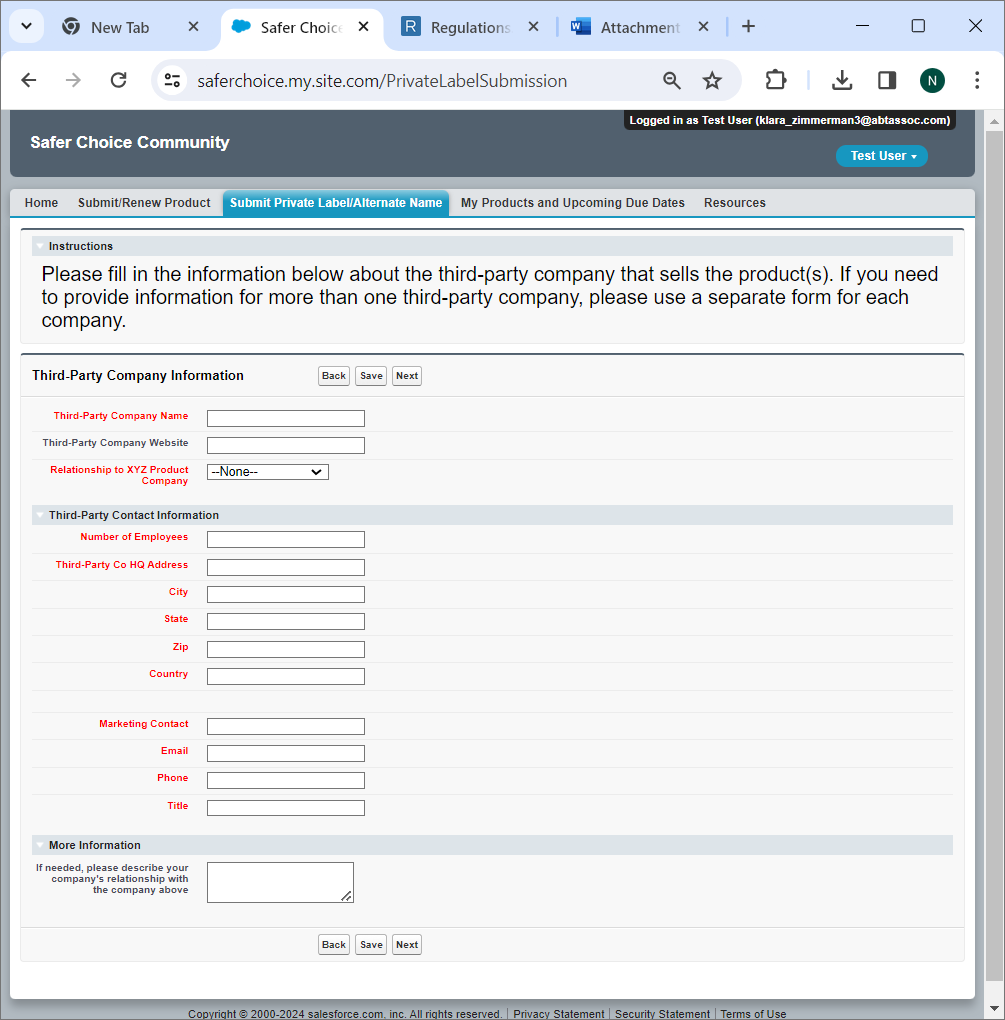 New Tab
Safer Choice
Regulations
Attachment
saferchoice.my.site.com/PrivateLabelSubmission
N
Logged in as Test User (klara_zimmerman3@abtassoc.com)
Safer Choice Community
Test User
Home Submit/Renew Product Submit Private Label/Alternate Name My Products and Upcoming Due Dates Resources
Instructions
Please fill in the information below about the third-party company that sells the product(s). If you need
to provide information for more than one third-party company, please use a separate form for each
company.
Third-Party Company Information Back Save Next
Third-Party Company Name
Third-Party Company Website
Relationship to XYZ Product
Company
--None--
Third-Party Contact Information
Number of Employees
Third-Party Co HQ Address
City
State
Zip
Country
Marketing Contact
Email
Phone
Title
More Information
If needed, please describe your
company's relationship with
the company above
Back Save Next
Copyright © 2000-2024 salesforce.com, inc. All rights reserved. | Privacy Statement | Security Statement | Terms of Use